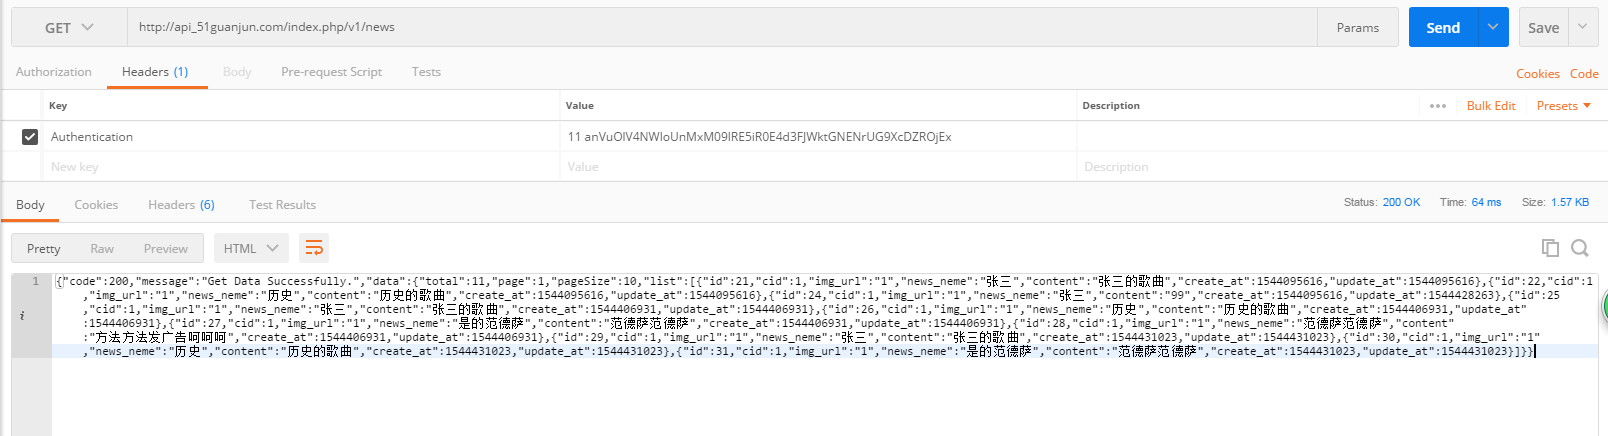 GET http://api_51guanjun.com/index.php/v1/news Params Send Save
Authorization Headers (1) Body Pre-request Script Tests Cookies Code
Key Value Description ••• Bulk Edit Presets
Authentication 11 anVuOlV4NWloUnMxM09lRE5iR0E4d3FJWktGNENrUG9XcDZROjEx
New key Value Description
Body Cookies Headers (6) Test Results Status: 200 OK Time: 64 ms Size: 1.57 KB
Pretty Raw Preview HTML
1 {"code":200,"message":"Get Data Successfully.","data":{"total":11,"page":1,"pageSize":10,"list":[{"id":21,"cid":1,"img_url":"1","news_neme":"张三","content":"张三的歌曲","create_at":1544095616,"update_at":1544095616},{"id":22,"cid":1
,"img_url":"1","news_neme":"历史","content":"历史的歌曲","create_at":1544095616,"update_at":1544095616},{"id":24,"cid":1,"img_url":"1","news_neme":"张三","content":"99","create_at":1544095616,"update_at":1544428263},{"id":25
,"cid":1,"img_url":"1","news_neme":"张三","content":"张三的歌曲","create_at":1544406931,"update_at":1544406931},{"id":26,"cid":1,"img_url":"1","news_neme":"历史","content":"历史的歌曲","create_at":1544406931,"update_at"
:1544406931},{"id":27,"cid":1,"img_url":"1","news_neme":"是的范德萨","content":"范德萨范德萨","create_at":1544406931,"update_at":1544406931},{"id":28,"cid":1,"img_url":"1","news_neme":"范德萨范德萨","content"
:"方法方法发广告呵呵呵","create_at":1544406931,"update_at":1544406931},{"id":29,"cid":1,"img_url":"1","news_neme":"张三","content":"张三的歌曲","create_at":1544431023,"update_at":1544431023},{"id":30,"cid":1,"img_url":"1"
,"news_neme":"历史","content":"历史的歌曲","create_at":1544431023,"update_at":1544431023},{"id":31,"cid":1,"img_url":"1","news_neme":"是的范德萨","content":"范德萨范德萨","create_at":1544431023,"update_at":1544431023}]}}